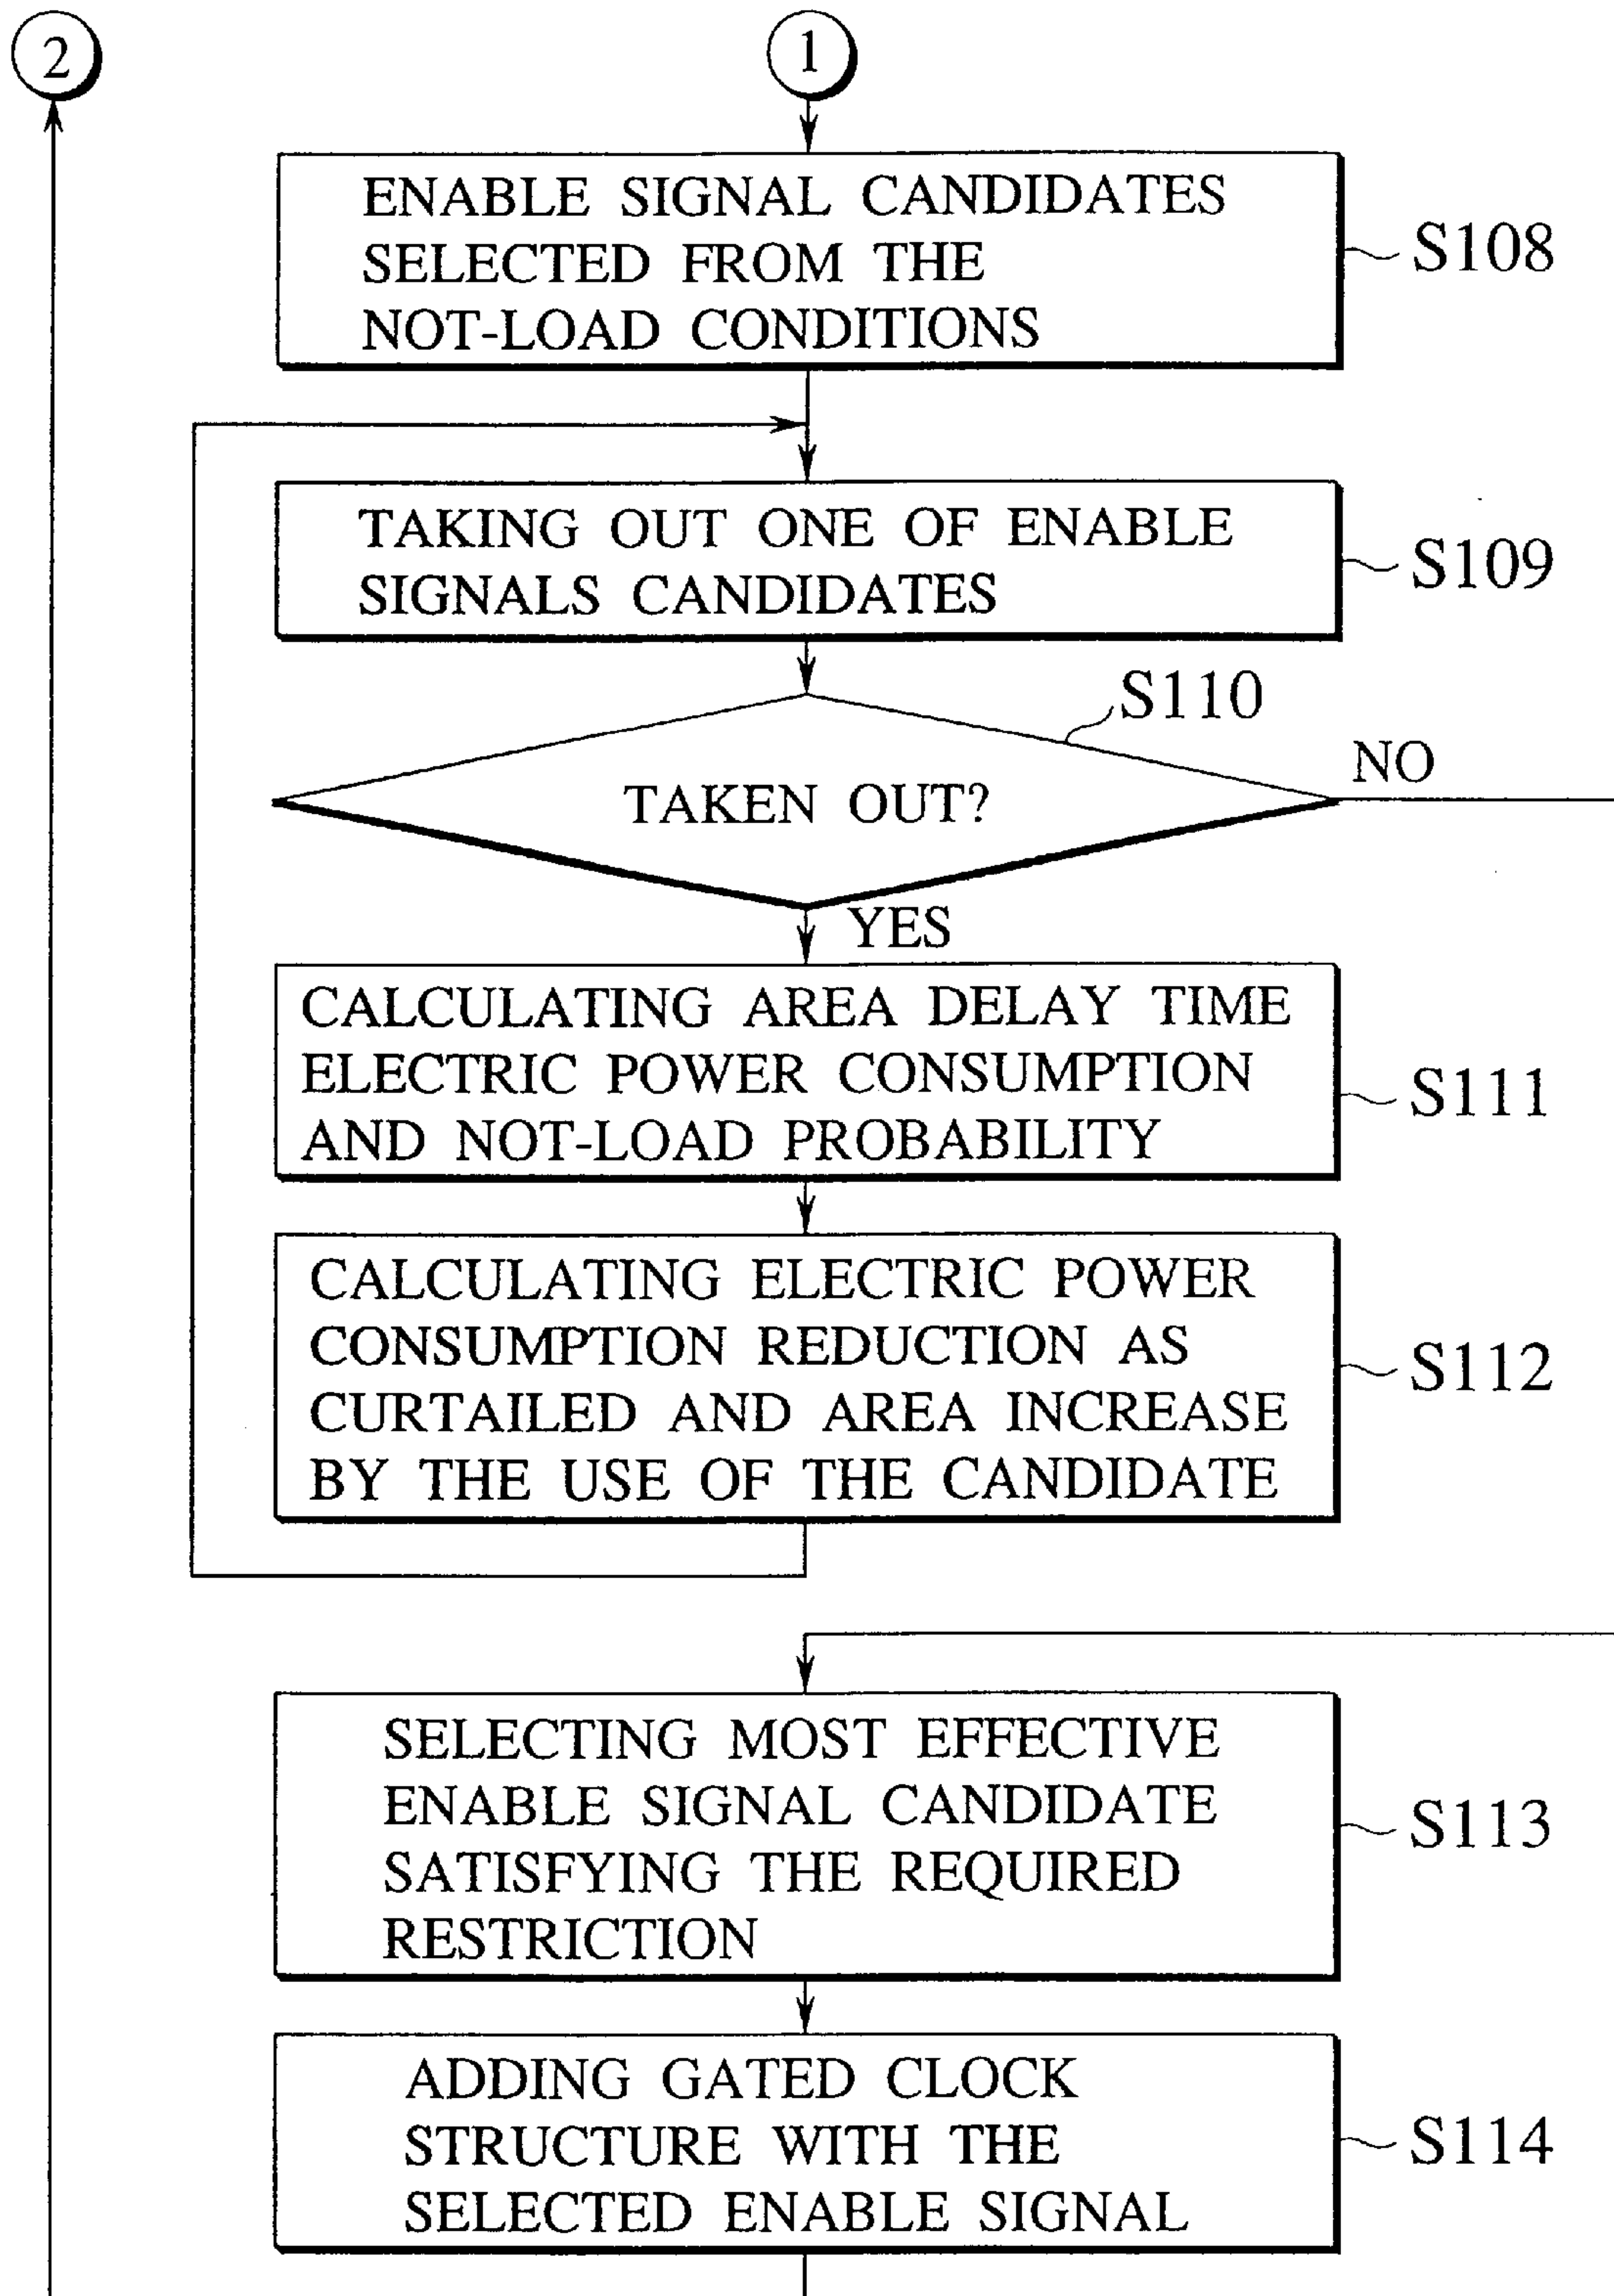 2
1
ENABLE SIGNAL CANDIDATES
SELECTED FROM THE
NOT-LOAD CONDITIONS
S108
TAKING OUT ONE OF ENABLE
SIGNALS CANDIDATES
S109
S110
TAKEN OUT?
NO
YES
CALCULATING AREA DELAY TIME
ELECTRIC POWER CONSUMPTION
AND NOT-LOAD PROBABILITY
S111
CALCULATING ELECTRIC POWER
CONSUMPTION REDUCTION AS
CURTAILED AND AREA INCREASE
BY THE USE OF THE CANDIDATE
S112
SELECTING MOST EFFECTIVE
ENABLE SIGNAL CANDIDATE
SATISFYING THE REQUIRED
RESTRICTION
S113
ADDING GATED CLOCK
STRUCTURE WITH THE
SELECTED ENABLE SIGNAL
S114